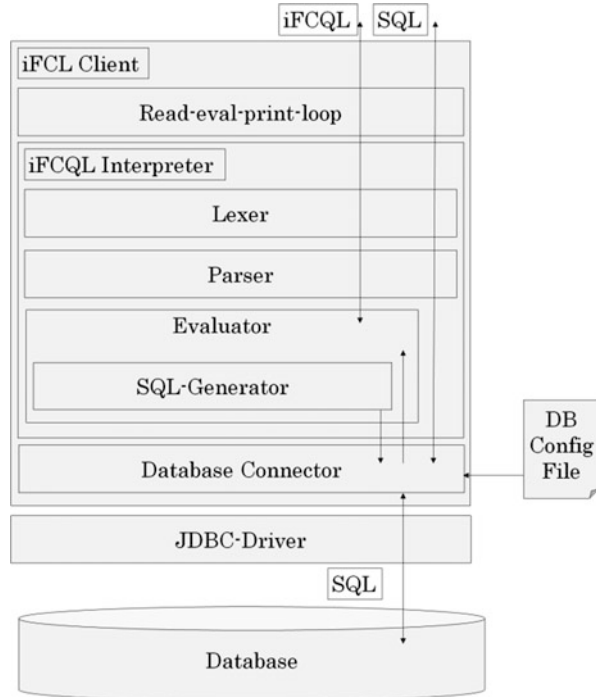 iFCQL
SQL
iFCL Client
Read-eval-print-loop
iFCQL Interpreter
Lexer
Parser
Evaluator
SQL-Generator
Database Connector
DB
Config
File
JDBC-Driver
SQL
Database